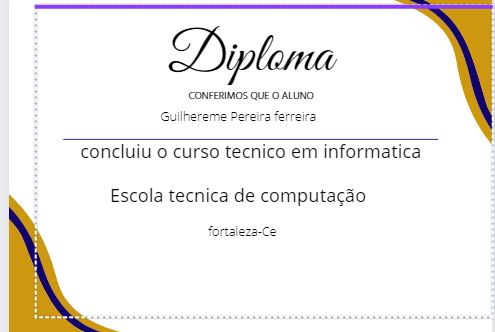 Diploma
CONFERIMOS QUE O ALUNO
Guilhereme Pereira ferreira
concluiu o curso tecnico em informatica
Escola tecnica de computação
fortaleza-Ce